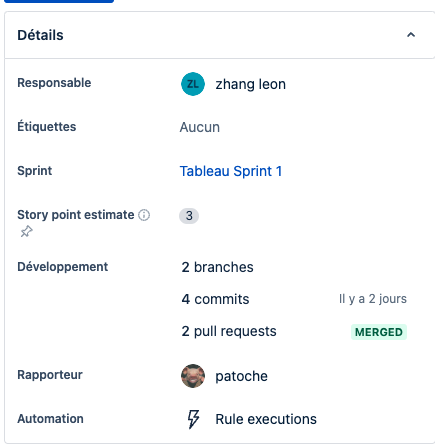 Détails
Responsable
ZL zhang leon
Étiquettes
Aucun
Sprint
Tableau Sprint 1
Story point estimate
3
Développement
2 branches
4 commits
Il y a 2 jours
2 pull requests
MERGED
Rapporteur
patoche
Automation
Rule executions